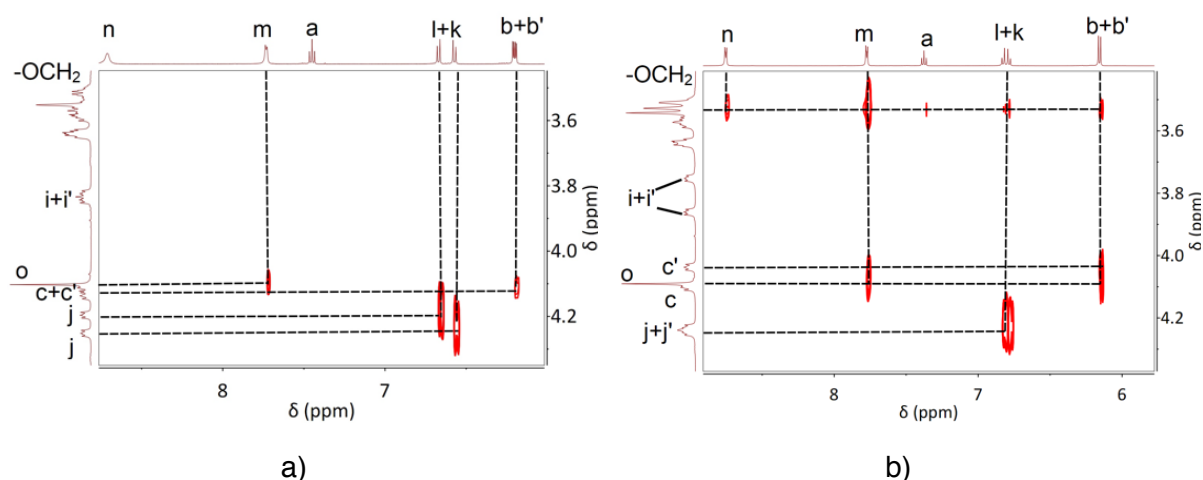 n m a l+k b+b'
-OCH2
i+i'
o
c+c'
j
j
3.6
3.8
4.0
4.2
δ (ppm)
8 7
δ (ppm)
a)
n m a l+k b+b'
-OCH2
i+i'
o c'
c
j+j'
3.6
3.8
4.0
4.2
δ (ppm)
8 7 6
δ (ppm)
b)